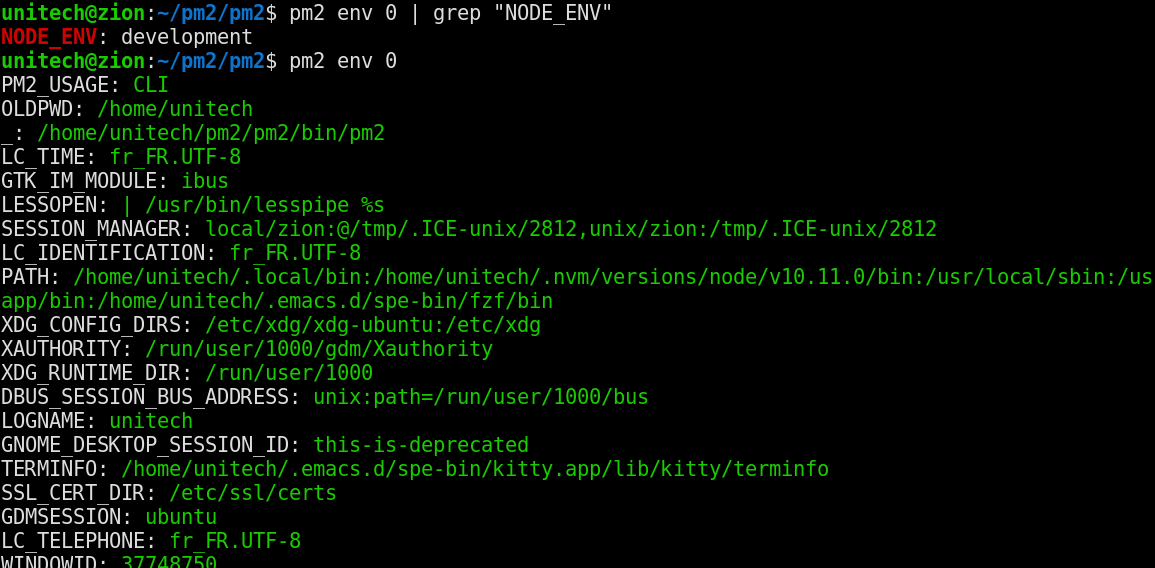 unitech@zion:~/pm2/pm2$ pm2 env 0 | grep "NODE_ENV"
NODE_ENV: development
unitech@zion:~/pm2/pm2$ pm2 env 0
PM2_USAGE: CLI
OLDPWD: /home/unitech
_: /home/unitech/pm2/pm2/bin/pm2
LC_TIME: fr_FR.UTF-8
GTK_IM_MODULE: ibus
LESSOPEN: | /usr/bin/lesspipe %s
SESSION_MANAGER: local/zion:@/tmp/.ICE-unix/2812,unix/zion:/tmp/.ICE-unix/2812
LC_IDENTIFICATION: fr_FR.UTF-8
PATH: /home/unitech/.local/bin:/home/unitech/.nvm/versions/node/v10.11.0/bin:/usr/local/sbin:/us
app/bin:/home/unitech/.emacs.d/spe-bin/fzf/bin
XDG_CONFIG_DIRS: /etc/xdg/xdg-ubuntu:/etc/xdg
XAUTHORITY: /run/user/1000/gdm/Xauthority
XDG_RUNTIME_DIR: /run/user/1000
DBUS_SESSION_BUS_ADDRESS: unix:path=/run/user/1000/bus
LOGNAME: unitech
GNOME_DESKTOP_SESSION_ID: this-is-deprecated
TERMINFO: /home/unitech/.emacs.d/spe-bin/kitty.app/lib/kitty/terminfo
SSL_CERT_DIR: /etc/ssl/certs
GDMSESSION: ubuntu
LC_TELEPHONE: fr_FR.UTF-8
WINDOWID: 37748750